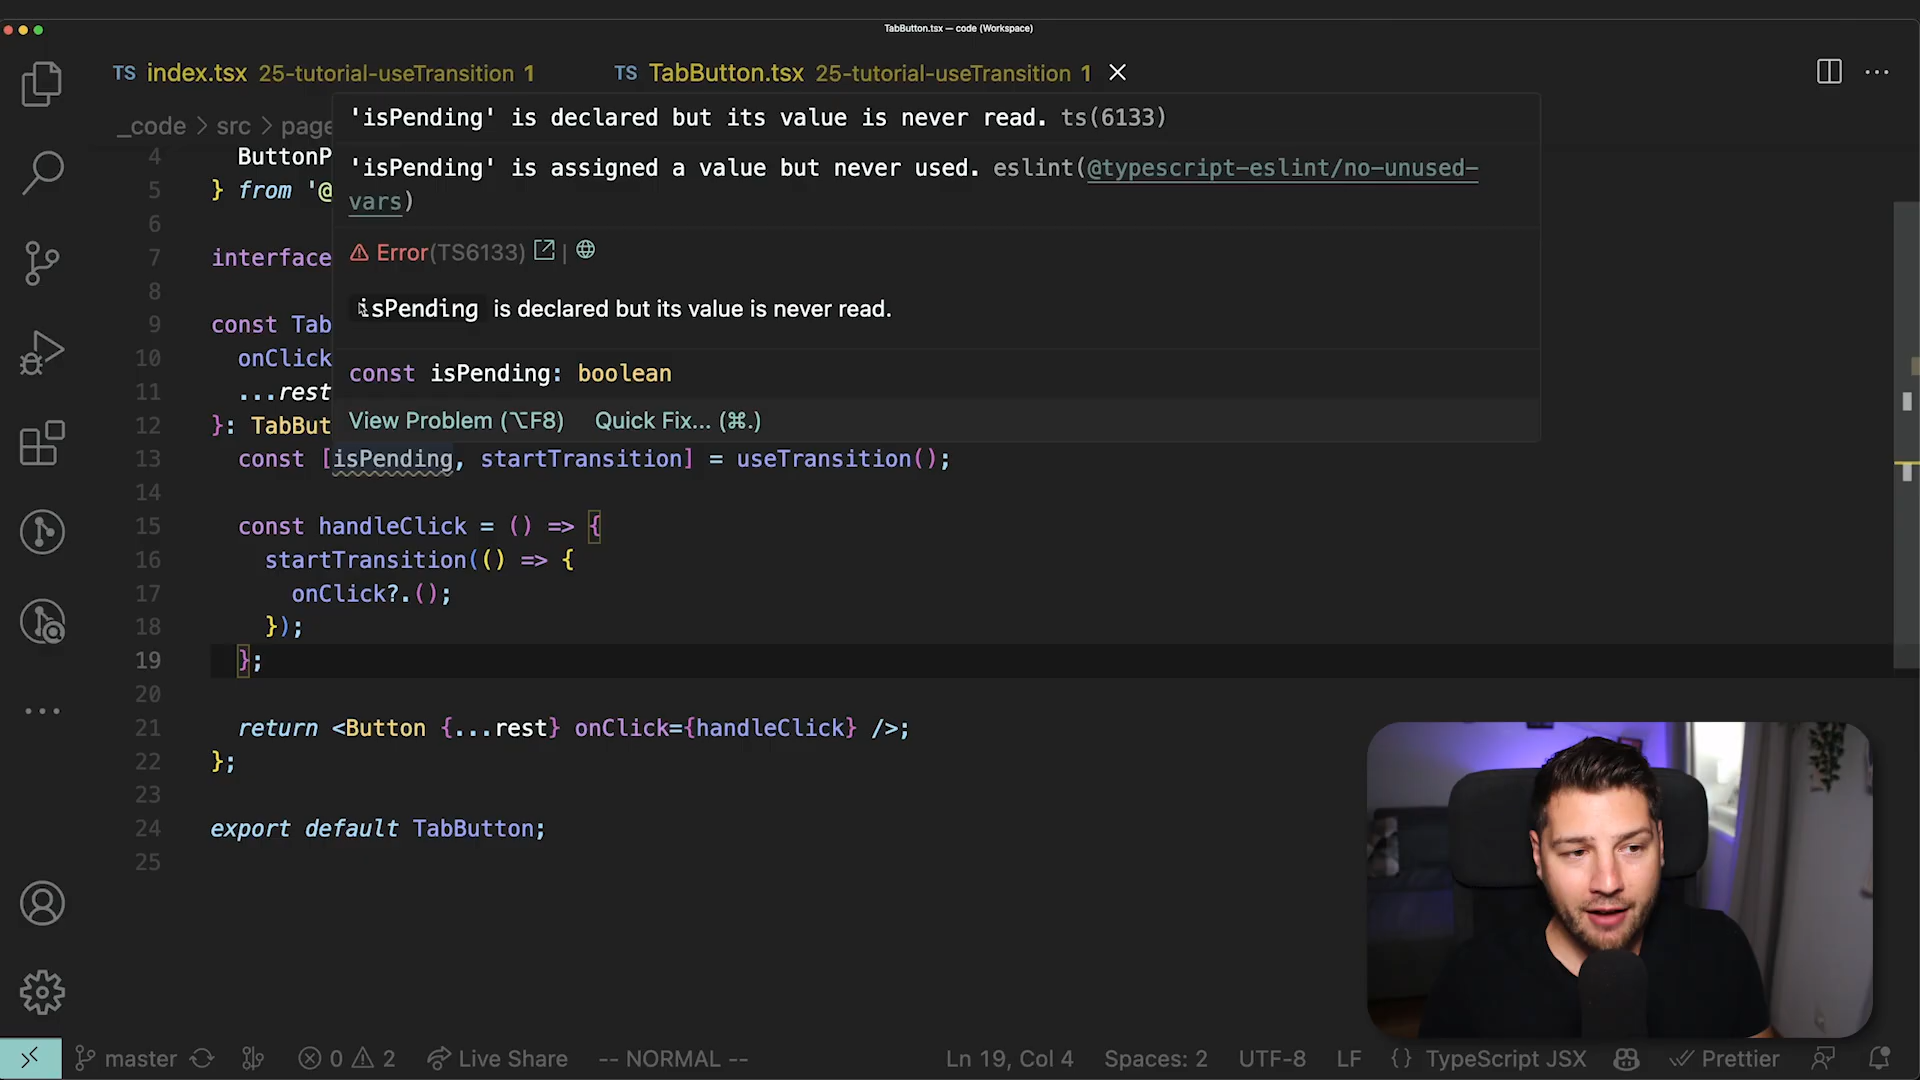 TabButton.tsx — code (Workspace)
TS index.tsx 25-tutorial-useTransition 1 TS TabButton.tsx 25-tutorial-useTransition 1
_code > src > page
'isPending' is declared but its value is never read. ts(6133)
'isPending' is assigned a value but never used. eslint(@typescript-eslint/no-unused-
vars)
Error(TS6133) |
isPending is declared but its value is never read.
const isPending: boolean
View Problem (⌥F8) Quick Fix... (⌘.)
4 ButtonP
5 } from '@
6
7 interface
8
9 const Tab
10 onClick
11 ...rest
12 }: TabBut
13 const [isPending, startTransition] = useTransition();
14
15 const handleClick = () => {
16 startTransition(() => {
17 onClick?.();
18 });
19 };
20
21 return <Button {...rest} onClick={handleClick} />;
22 };
23
24 export default TabButton;
25
master 0 2 Live Share -- NORMAL -- Ln 19, Col 4 Spaces: 2 UTF-8 LF {} TypeScript JSX Prettier